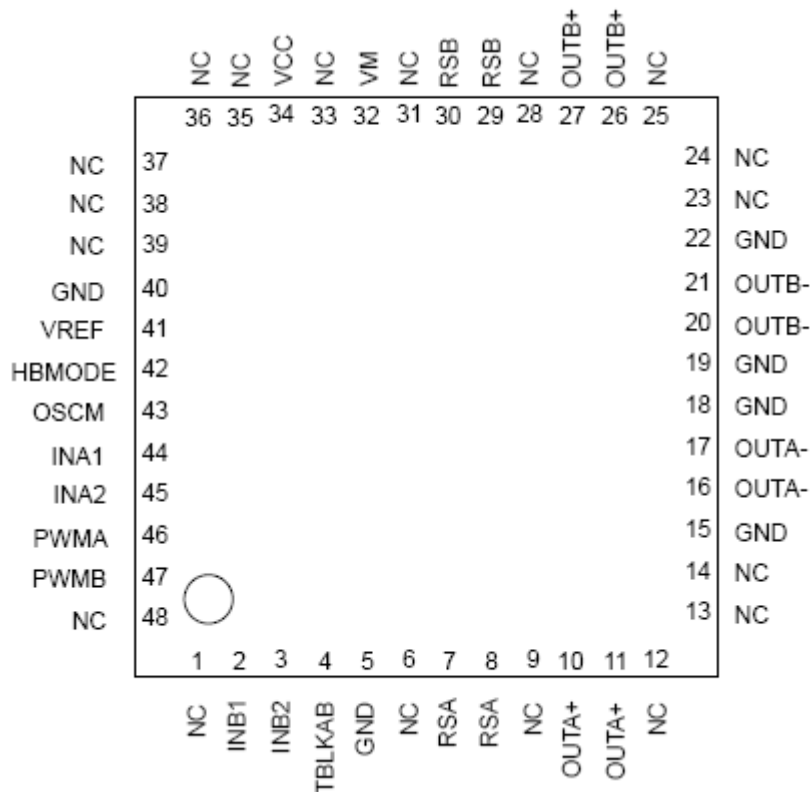 NC NC VCC NC VM NC RSB RSB NC OUTB+ OUTB+ NC
36 35 34 33 32 31 30 29 28 27 26 25
NC 37 24 NC
NC 38 23 NC
NC 39 22 GND
GND 40 21 OUTB-
VREF 41 20 OUTB-
HBMODE 42 19 GND
OSCM 43 18 GND
INA1 44 17 OUTA-
INA2 45 16 OUTA-
PWMA 46 15 GND
PWMB 47 14 NC
NC 48 13 NC
1 2 3 4 5 6 7 8 9 10 11 12
NC INB1 INB2 TBLKAB GND NC RSA RSA NC OUTA+ OUTA+ NC